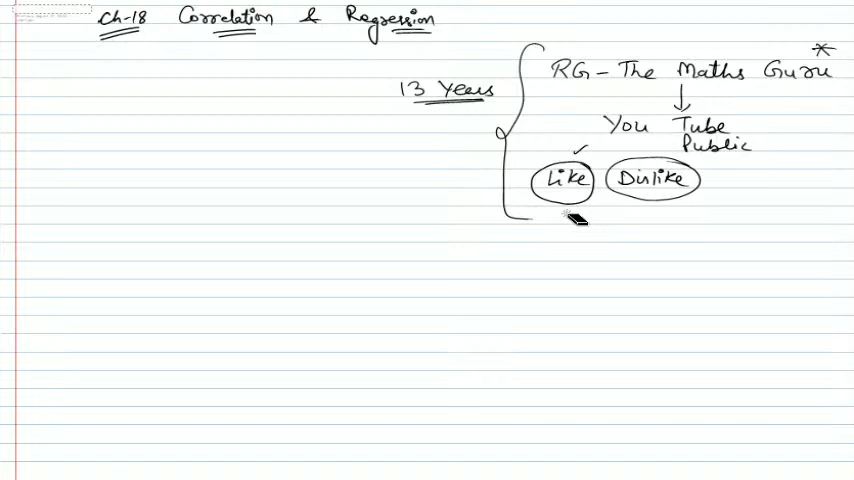 Ch-18 Correlation & Regression
13 Years
RG - The Maths Guru
You Tube
Public
Like Dislike